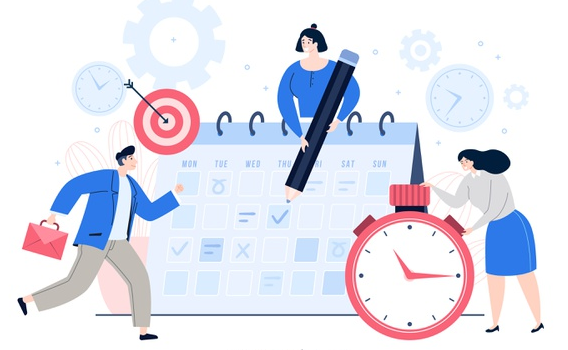 MON TUE WED THU FRI SAT SUN